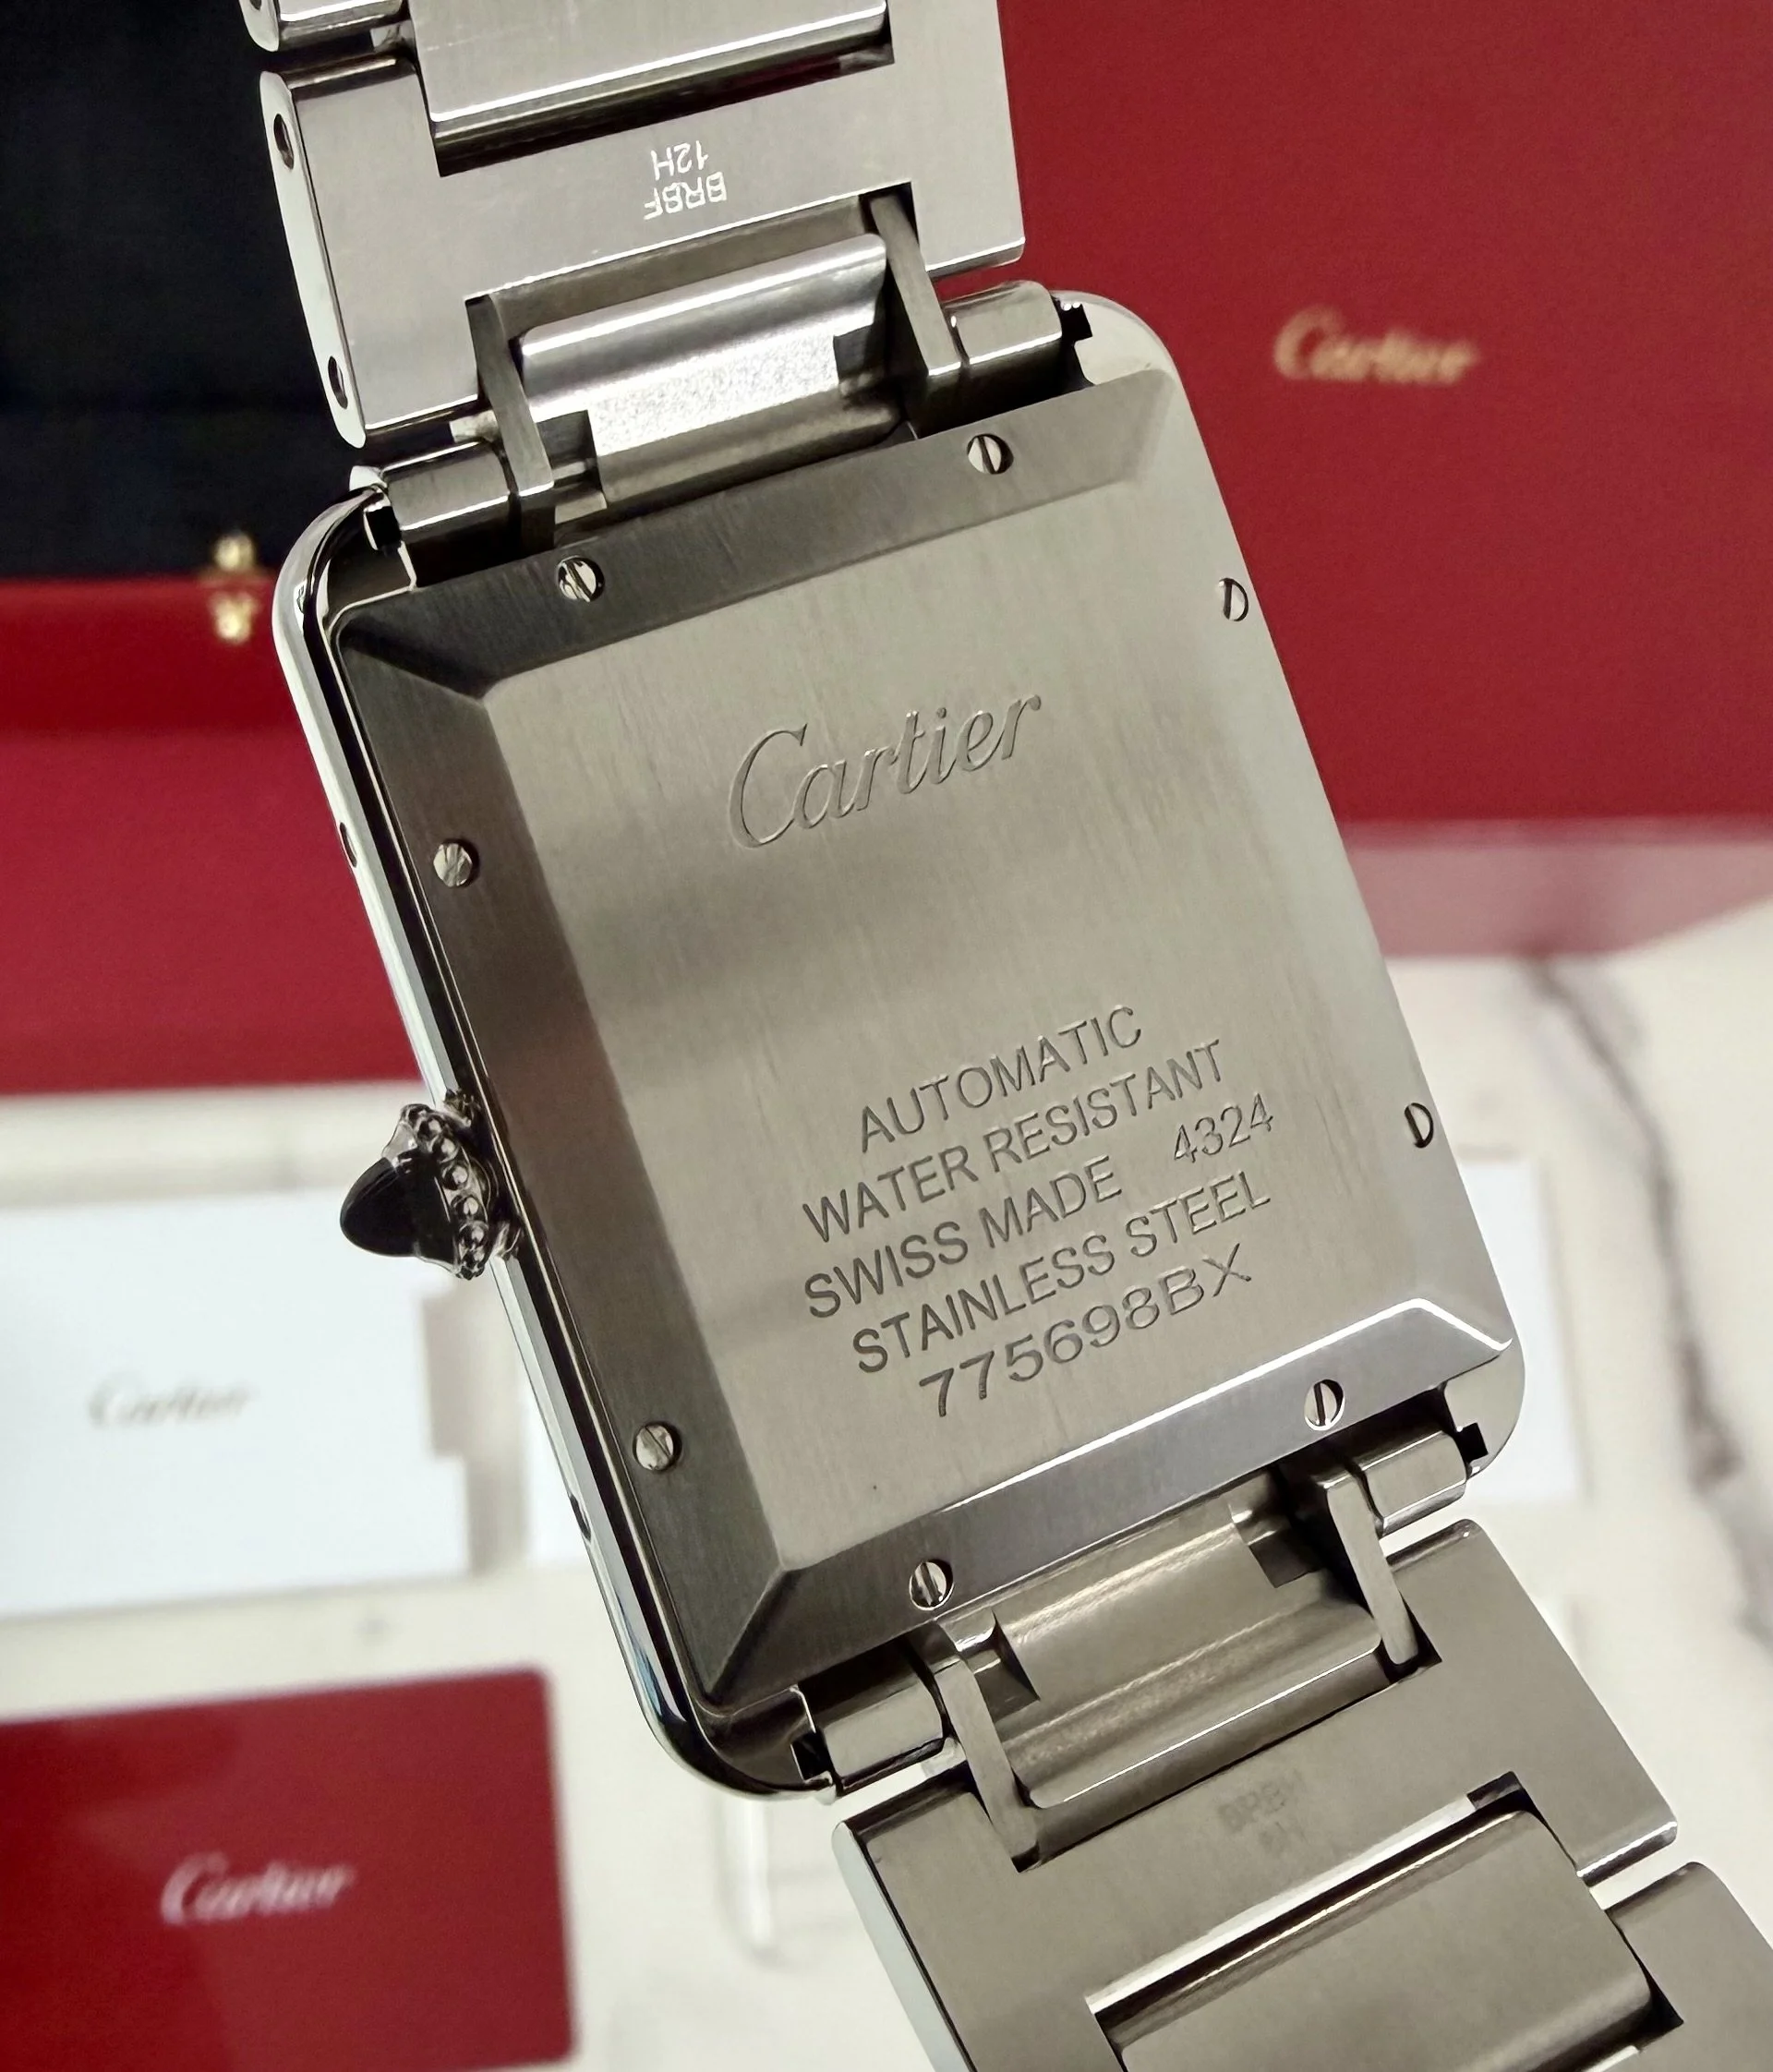 12H
BRBF
Cartier
Cartier
AUTOMATIC
WATER RESISTANT
SWISS MADE 4324
STAINLESS STEEL
775698BX
Cartier
Cartier